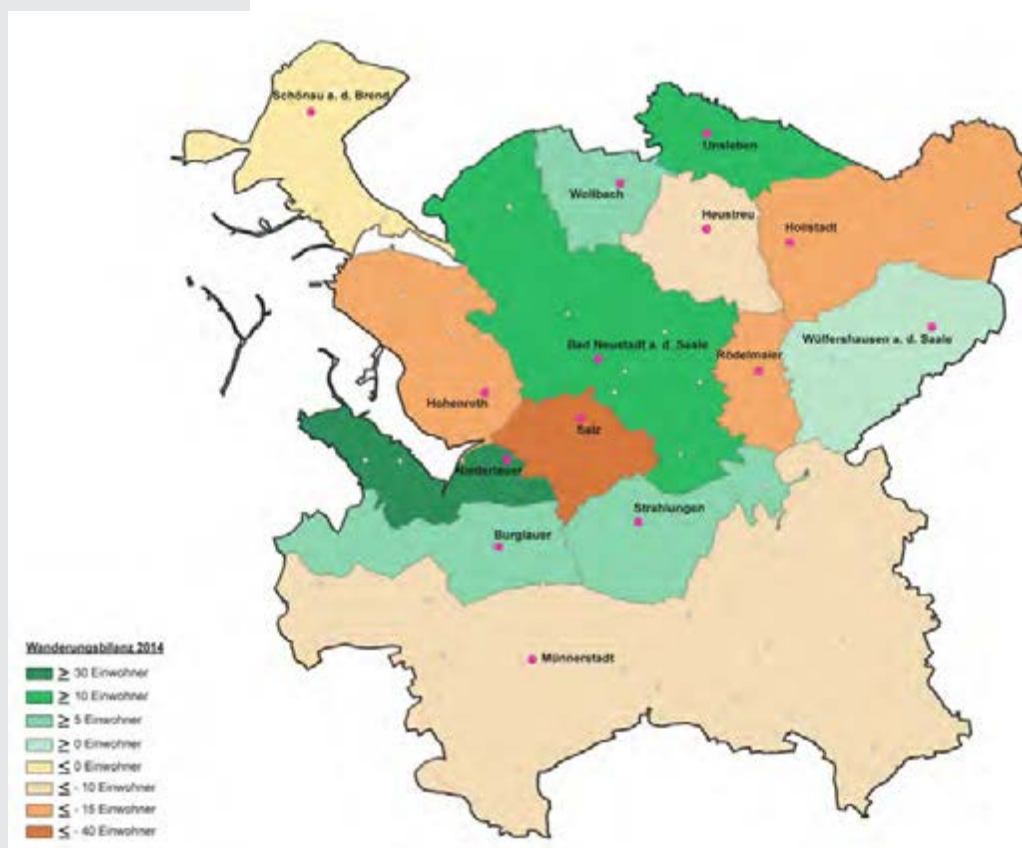 Schönau a. d. Brend
Unsleben
Wollbach
Heustreu
Hollstadt
Bad Neustadt a. d. Saale
Rödelmaier
Wülfershausen a. d. Saale
Hohenroth
Salz
Niederlauer
Strahlungen
Burglauer
Münnerstadt
Wanderungsbilanz 2014
≥ 30 Einwohner
≥ 10 Einwohner
≥ 5 Einwohner
≥ 0 Einwohner
≤ 0 Einwohner
≤ - 10 Einwohner
≤ - 15 Einwohner
≤ - 40 Einwohner